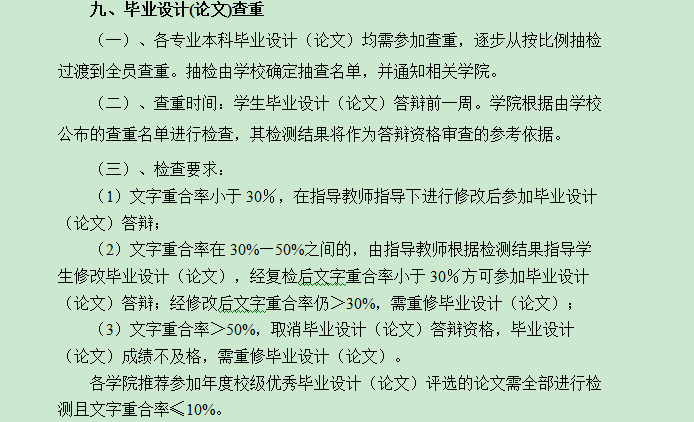 九、毕业设计(论文)查重
（一）、各专业本科毕业设计（论文）均需参加查重，逐步从按比例抽检
过渡到全员查重。抽检由学校确定抽查名单，并通知相关学院。
（二）、查重时间：学生毕业设计（论文）答辩前一周。学院根据由学校
公布的查重名单进行检查，其检测结果将作为答辩资格审查的参考依据。
（三）、检查要求：
（1）文字重合率小于 30%，在指导教师指导下进行修改后参加毕业设计
（论文）答辩；
（2）文字重合率在 30%—50%之间的，由指导教师根据检测结果指导学
生修改毕业设计（论文），经复检后文字重合率小于 30%方可参加毕业设计
（论文）答辩；经修改后文字重合率仍＞30%，需重修毕业设计（论文）；
（3）文字重合率＞50%，取消毕业设计（论文）答辩资格，毕业设计
（论文）成绩不及格，需重修毕业设计（论文）。
各学院推荐参加年度校级优秀毕业设计（论文）评选的论文需全部进行检
测且文字重合率≤10%。